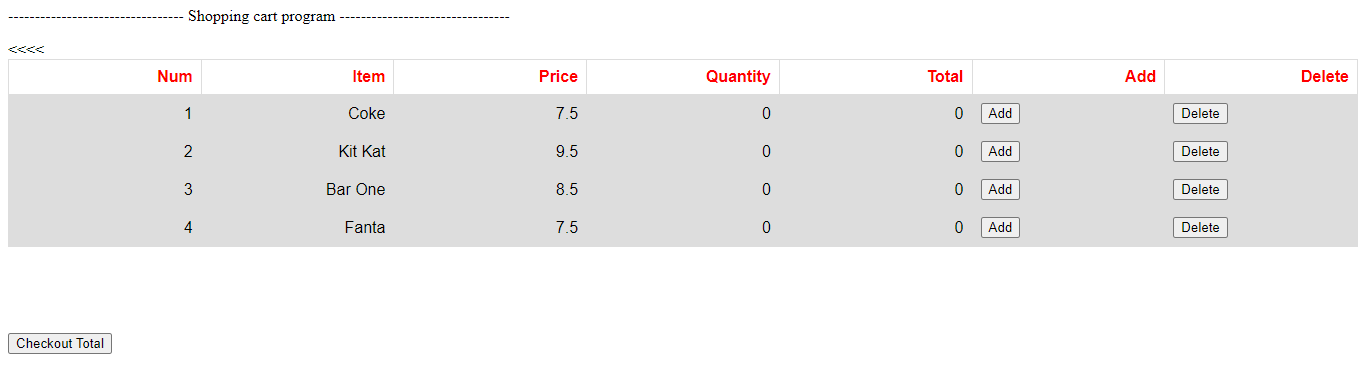 --------------------------------- Shopping cart program --------------------------------
<<<<
Num Item Price Quantity Total Add Delete
1 Coke 7.5 0 0 Add Delete
2 Kit Kat 9.5 0 0 Add Delete
3 Bar One 8.5 0 0 Add Delete
4 Fanta 7.5 0 0 Add Delete
Checkout Total